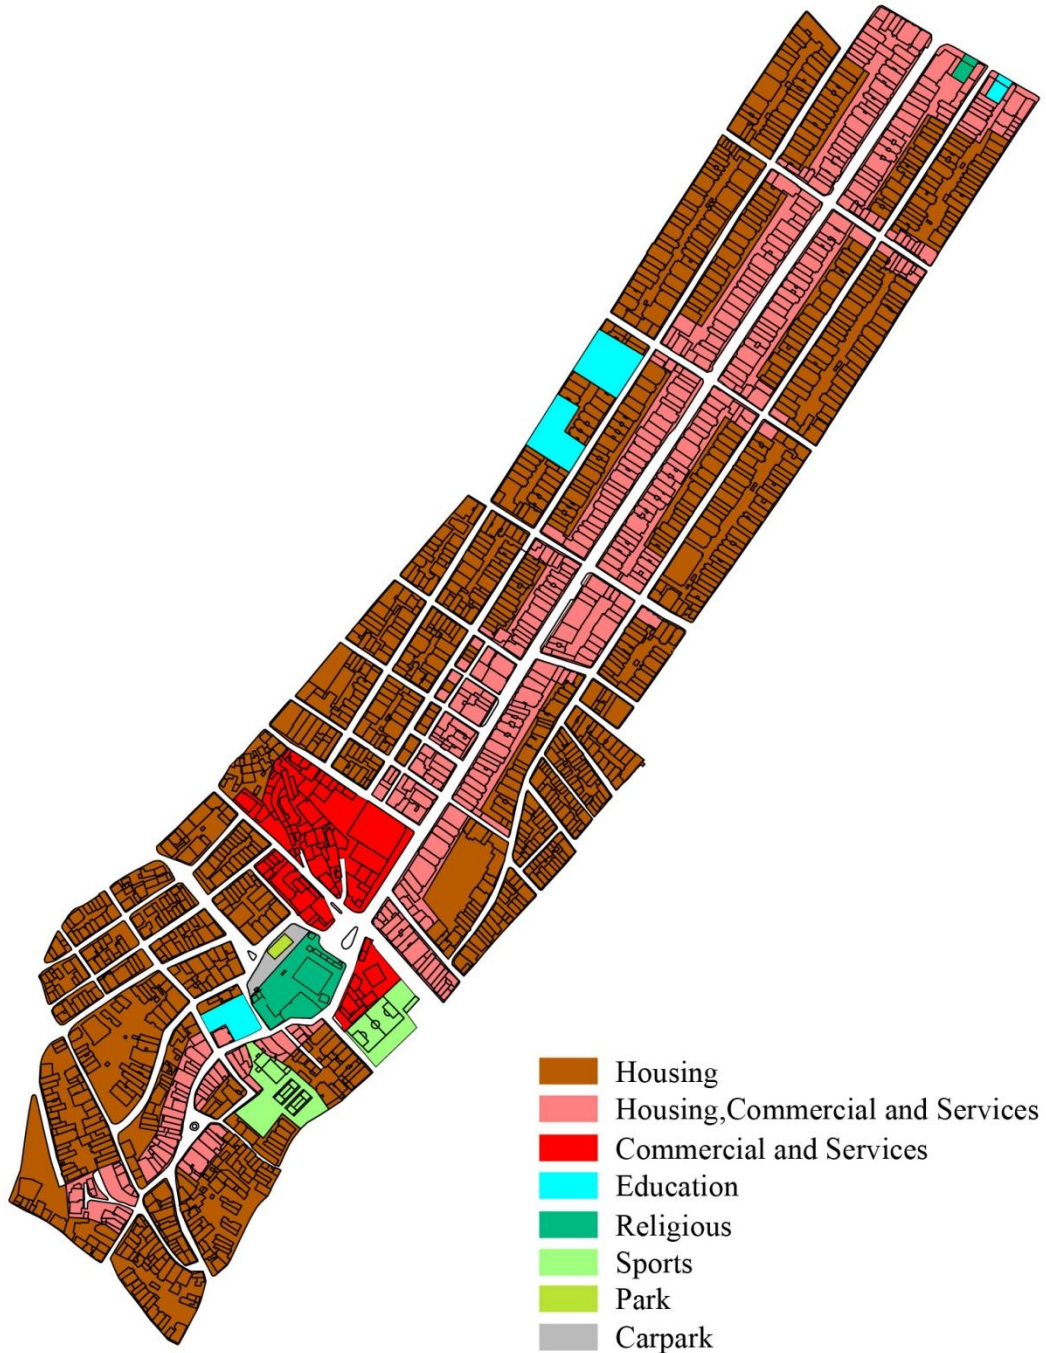 Housing
Housing,Commercial and Services
Commercial and Services
Education
Religious
Sports
Park
Carpark